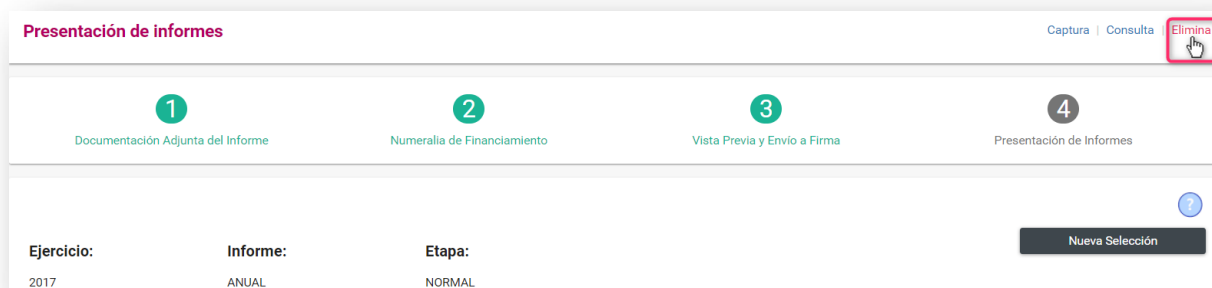 Presentación de informes
Captura | Consulta | Elimina
1 2 3 4
Documentación Adjunta del Informe Numeralia de Financiamiento Vista Previa y Envío a Firma Presentación de Informes
?
Nueva Selección
Ejercicio: Informe: Etapa:
2017 ANUAL NORMAL